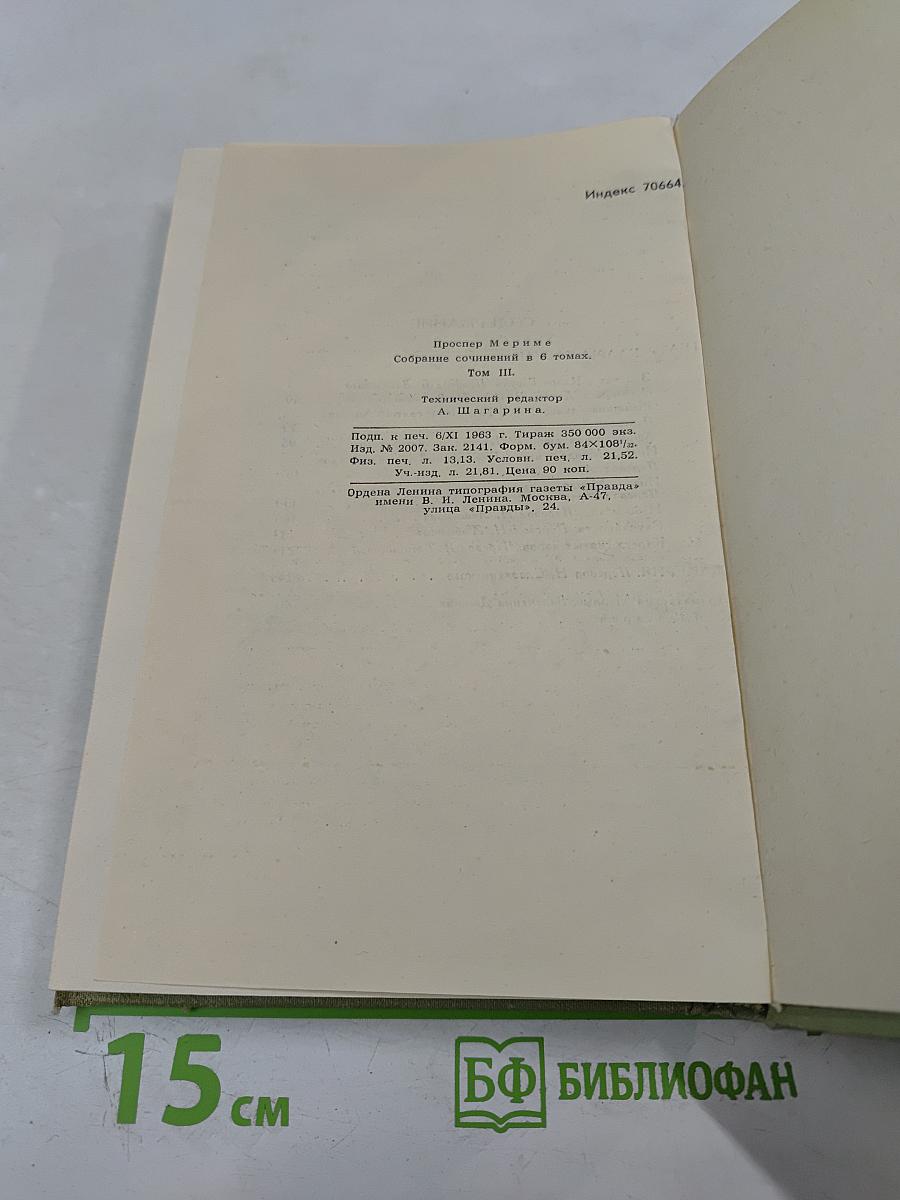 Индекс 70664
Проспер Мериме
Собрание сочинений в 6 томах.
Том III.
Технический редактор
А. Шагарина.
Подп. к печ. 6/XI 1963 г. Тираж 350 000 экз.
Изд. № 2007. Зак. 2141. Форм. бум. 84×108¹/₃₂.
Физ. печ. л. 13,13. Условн. печ. л. 21,52.
Уч.-изд. л. 21,81. Цена 90 коп.
Ордена Ленина типография газеты «Правда»
имени В. И. Ленина. Москва, А-47,
улица «Правды», 24.
15 см
БФ БИБЛИОФАН